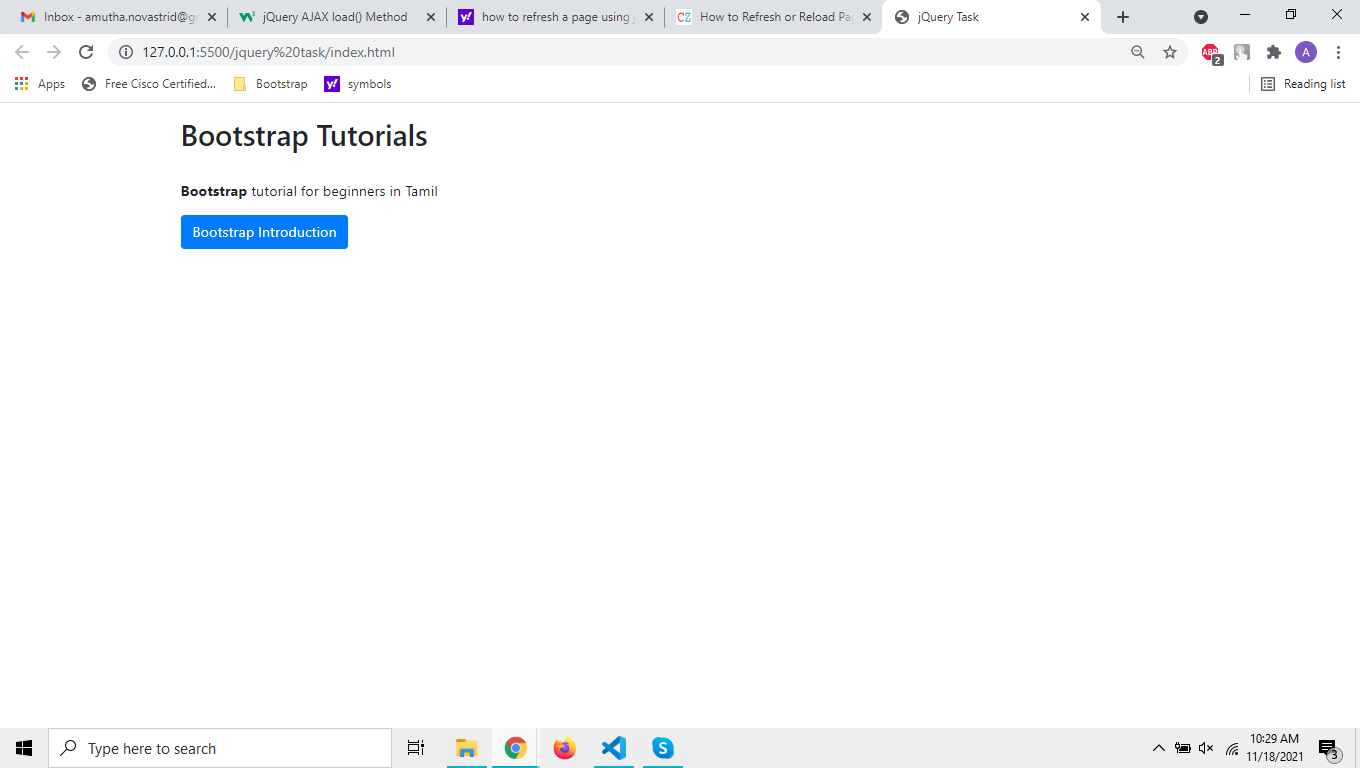 Inbox - amutha.novastrid@g
jQuery AJAX load() Method
how to refresh a page using
How to Refresh or Reload Pa
jQuery Task
127.0.0.1:5500/jquery%20task/index.html
ABP
2
A
Apps
Free Cisco Certified...
Bootstrap
symbols
Reading list
Bootstrap Tutorials
Bootstrap tutorial for beginners in Tamil
Bootstrap Introduction
Type here to search
10:29 AM
11/18/2021
3